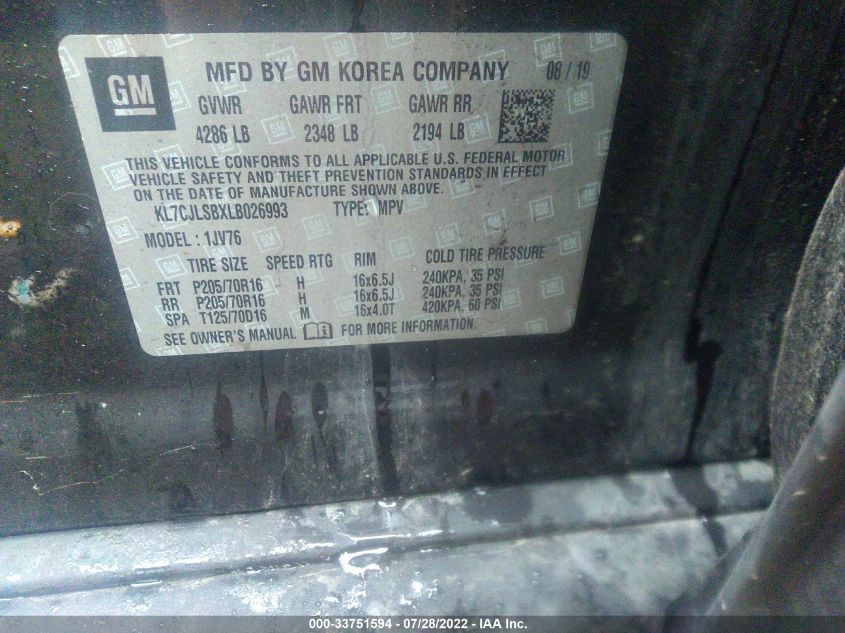 GM MFD BY GM KOREA COMPANY 08 / 19
GVWR GAWR FRT GAWR RR
4286 LB 2348 LB 2194 LB
THIS VEHICLE CONFORMS TO ALL APPLICABLE U.S. FEDERAL MOTOR
VEHICLE SAFETY AND THEFT PREVENTION STANDARDS IN EFFECT
ON THE DATE OF MANUFACTURE SHOWN ABOVE.
KL7CJLSBXLB026993 TYPE: MPV
MODEL : 1JV76
TIRE SIZE SPEED RTG RIM COLD TIRE PRESSURE
FRT P205/70R16 H 16x6.5J 240KPA, 35 PSI
RR P205/70R16 H 16x6.5J 240KPA, 35 PSI
SPA T125/70D16 M 16x4.0T 420KPA, 60 PSI
SEE OWNER'S MANUAL FOR MORE INFORMATION.
000-33751594 - 07/28/2022 - IAA Inc.